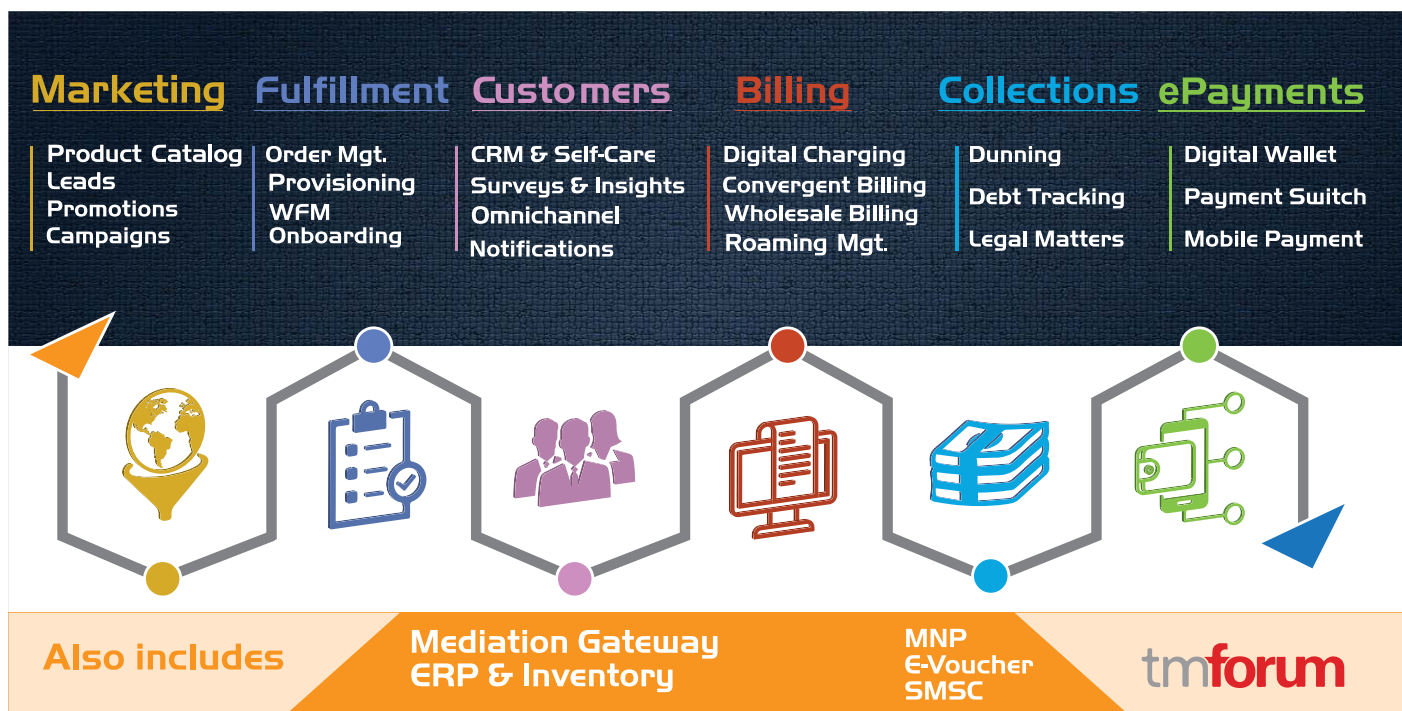 Marketing
Product Catalog
Leads
Promotions
Campaigns
Fulfillment
Order Mgt.
Provisioning
WFM
Onboarding
Customers
CRM & Self-Care
Surveys & Insights
Omnichannel
Notifications
Billing
Digital Charging
Convergent Billing
Wholesale Billing
Roaming Mgt.
Collections
Dunning
Debt Tracking
Legal Matters
ePayments
Digital Wallet
Payment Switch
Mobile Payment
Also includes
Mediation Gateway
ERP & Inventory
MNP
E-Voucher
SMSC
tmforum